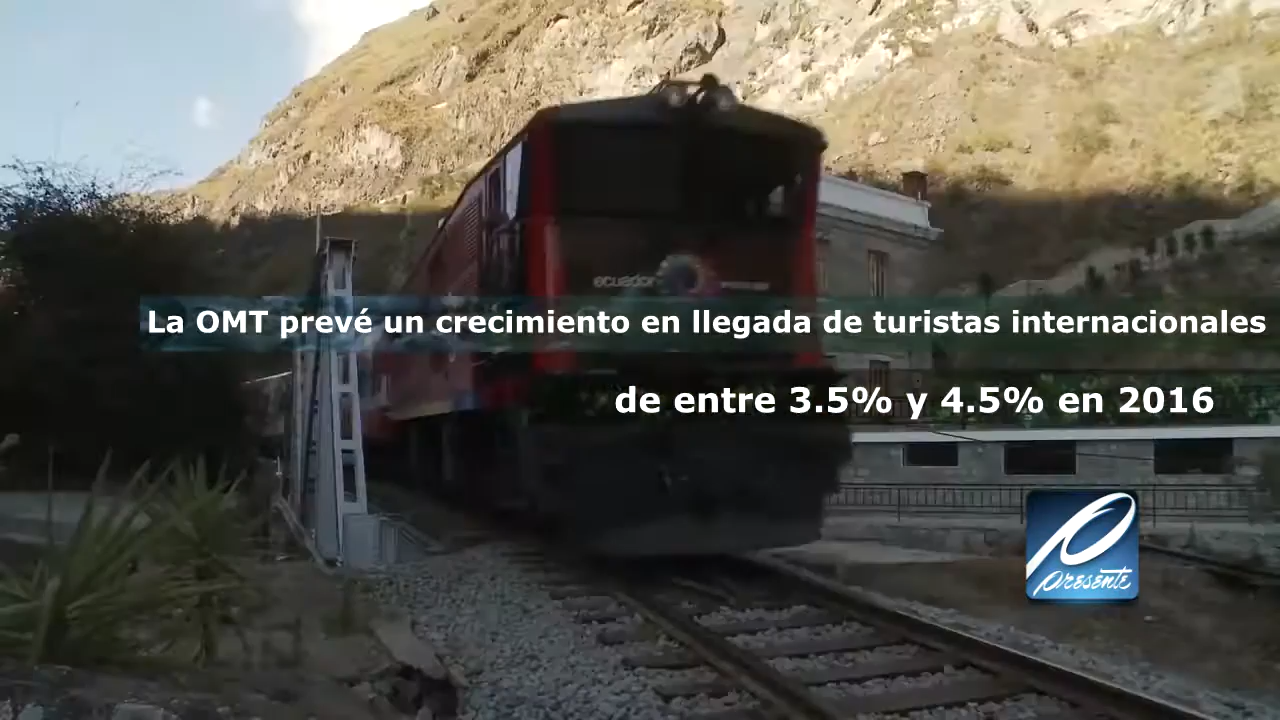 ecuador
La OMT prevé un crecimiento en llegada de turistas internacionales
de entre 3.5% y 4.5% en 2016
presente